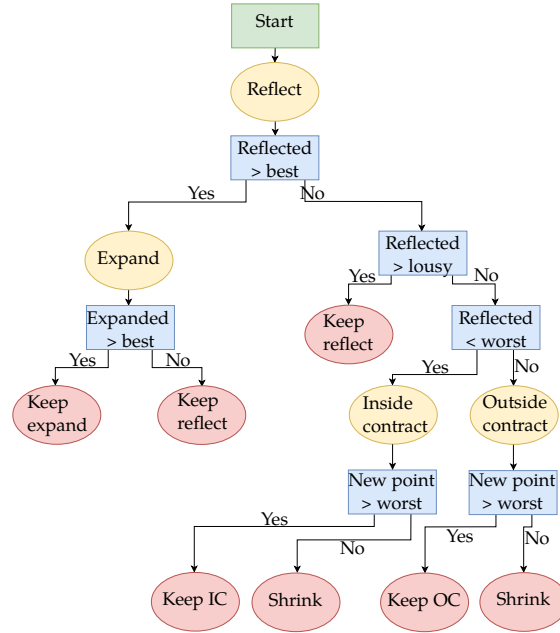 Start
Reflect
Reflected
> best
Yes
No
Expand
Reflected
> lousy
Yes
No
Expanded
> best
Keep
reflect
Reflected
< worst
Yes
No
Yes
No
Keep
expand
Keep
reflect
Inside
contract
Outside
contract
New point
> worst
New point
> worst
Yes
No
Yes
No
Keep IC
Shrink
Keep OC
Shrink